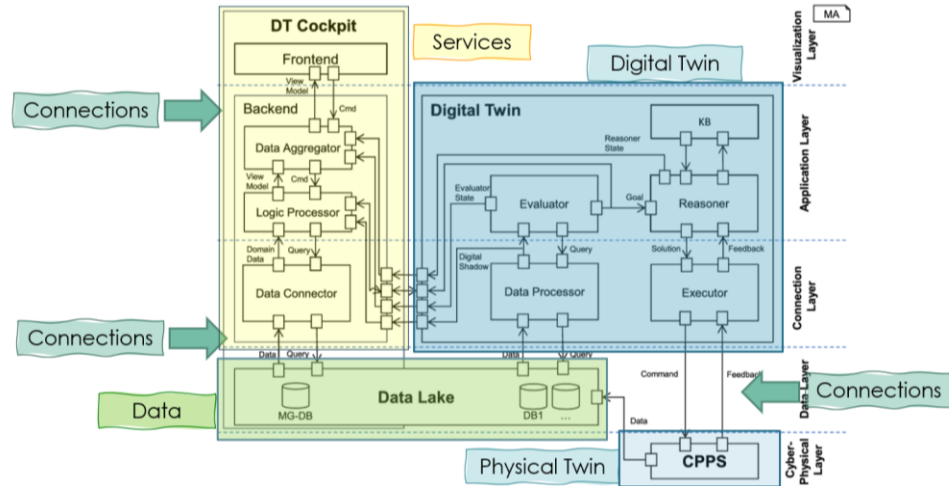 DT Cockpit
Services
MA
Visualization
Layer
Frontend
Digital Twin
View
Model
Cmd
Connections
Backend
Digital Twin
KB
Data Aggregator
Reasoner
State
Application Layer
View
Model
Cmd
Evaluator
State
Evaluator
Goal
Reasoner
Logic Processor
Domain
Data
Query
Digital
Shadow
Query
Solution
Feedback
Data Connector
Data Processor
Executor
Connection
Layer
Connections
Data
Query
Data
Query
Command
Feedback
Data Layer
Connections
Data
MG-DB
Data Lake
DB1
...
Data
Physical Twin
CPPS
Cyber-
Physical
Layer